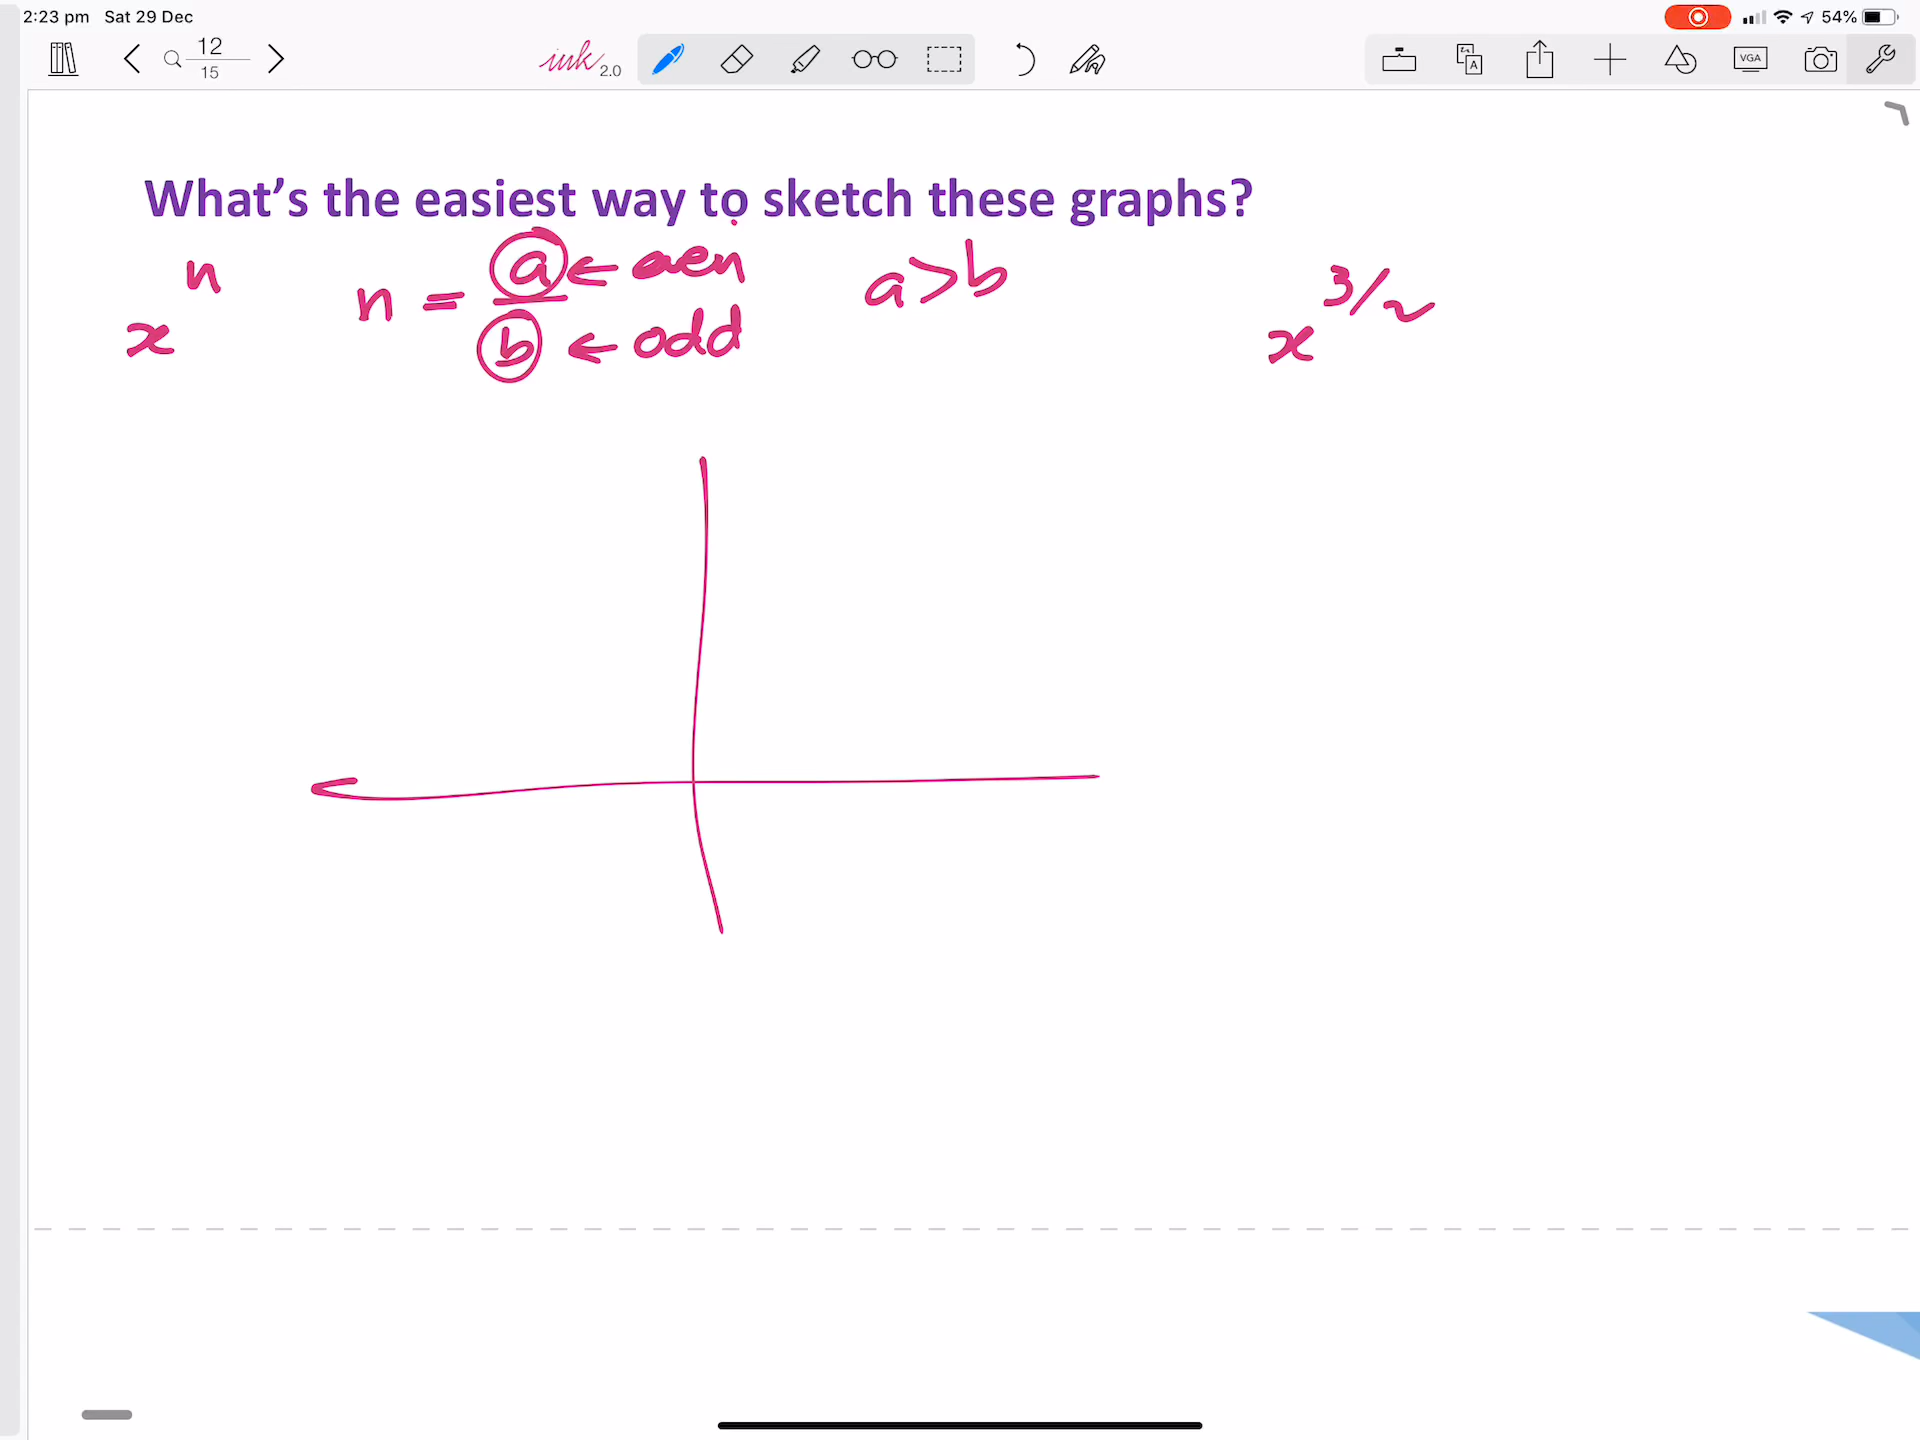 2:23 pm Sat 29 Dec
54%
12
15
ink 2.0
A
VGA
What's the easiest way to sketch these graphs?
x^n n = a/b a > b x^3/2
← odd